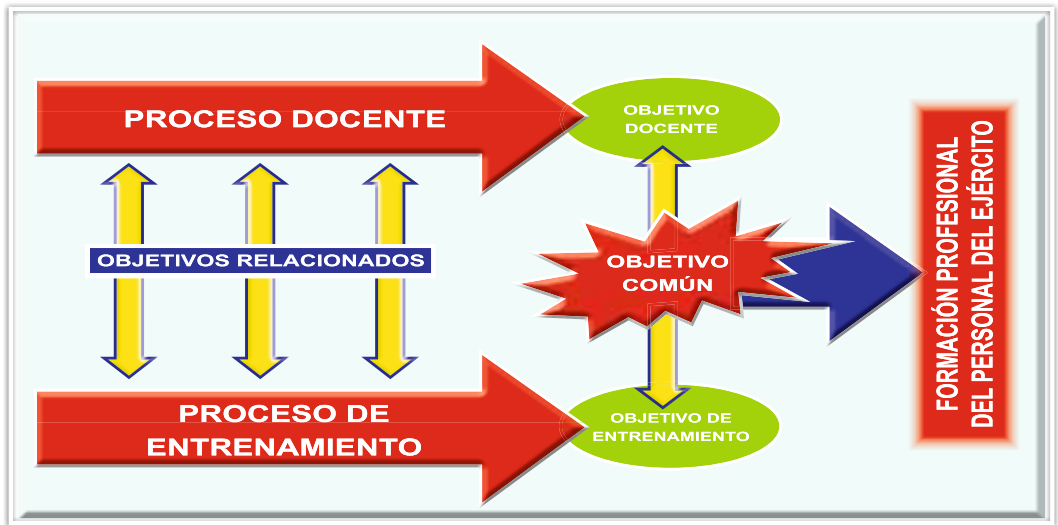 PROCESO DOCENTE
OBJETIVO
DOCENTE
OBJETIVOS RELACIONADOS
OBJETIVO
COMÚN
PROCESO DE
ENTRENAMIENTO
OBJETIVO DE
ENTRENAMIENTO
FORMACIÓN PROFESIONAL
DEL PERSONAL DEL EJÉRCITO